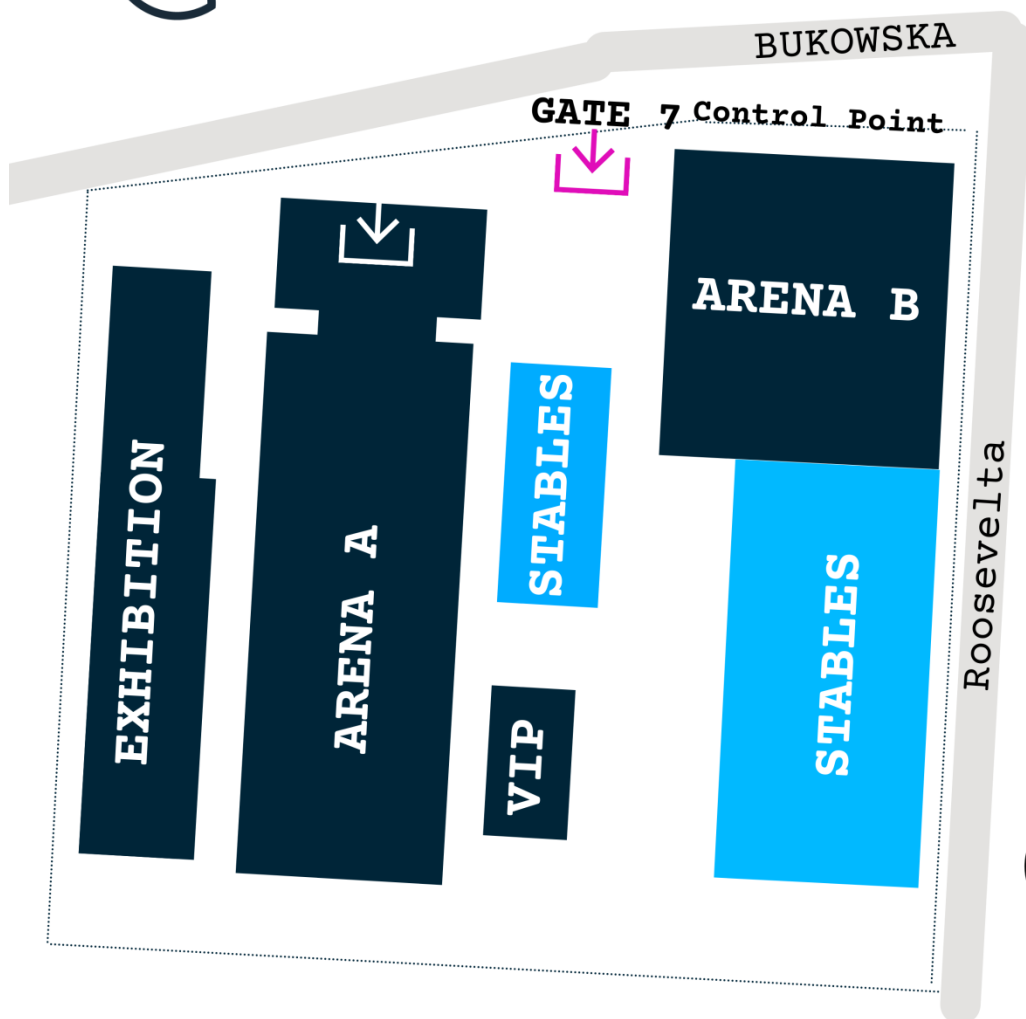 BUKOWSKA
GATE 7 Control Point
ARENA B
STABLES
EXHIBITION
ARENA A
Roosevelta
STABLES
VIP